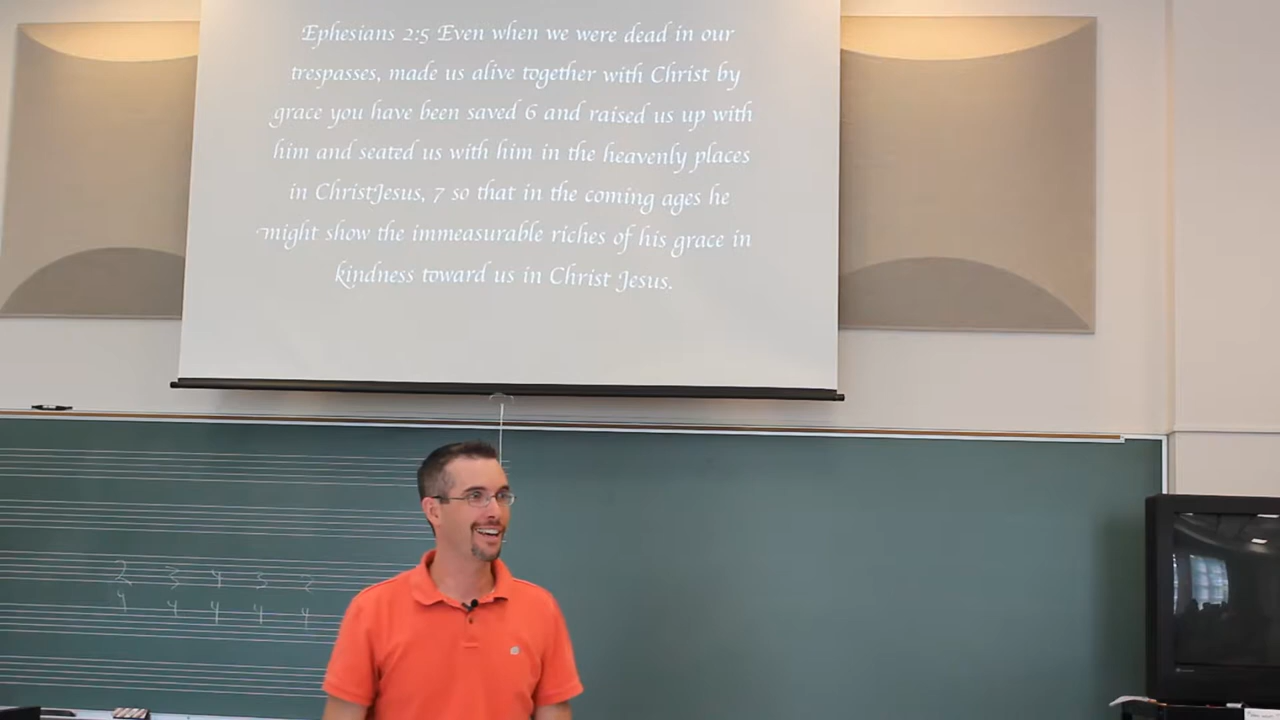 Ephesians 2:5 Even when we were dead in our
trespasses, made us alive together with Christ by
grace you have been saved 6 and raised us up with
him and seated us with him in the heavenly places
in ChristJesus, 7 so that in the coming ages he
might show the immeasurable riches of his grace in
kindness toward us in Christ Jesus.
2 3 4 5 2
4 4 4 4 4